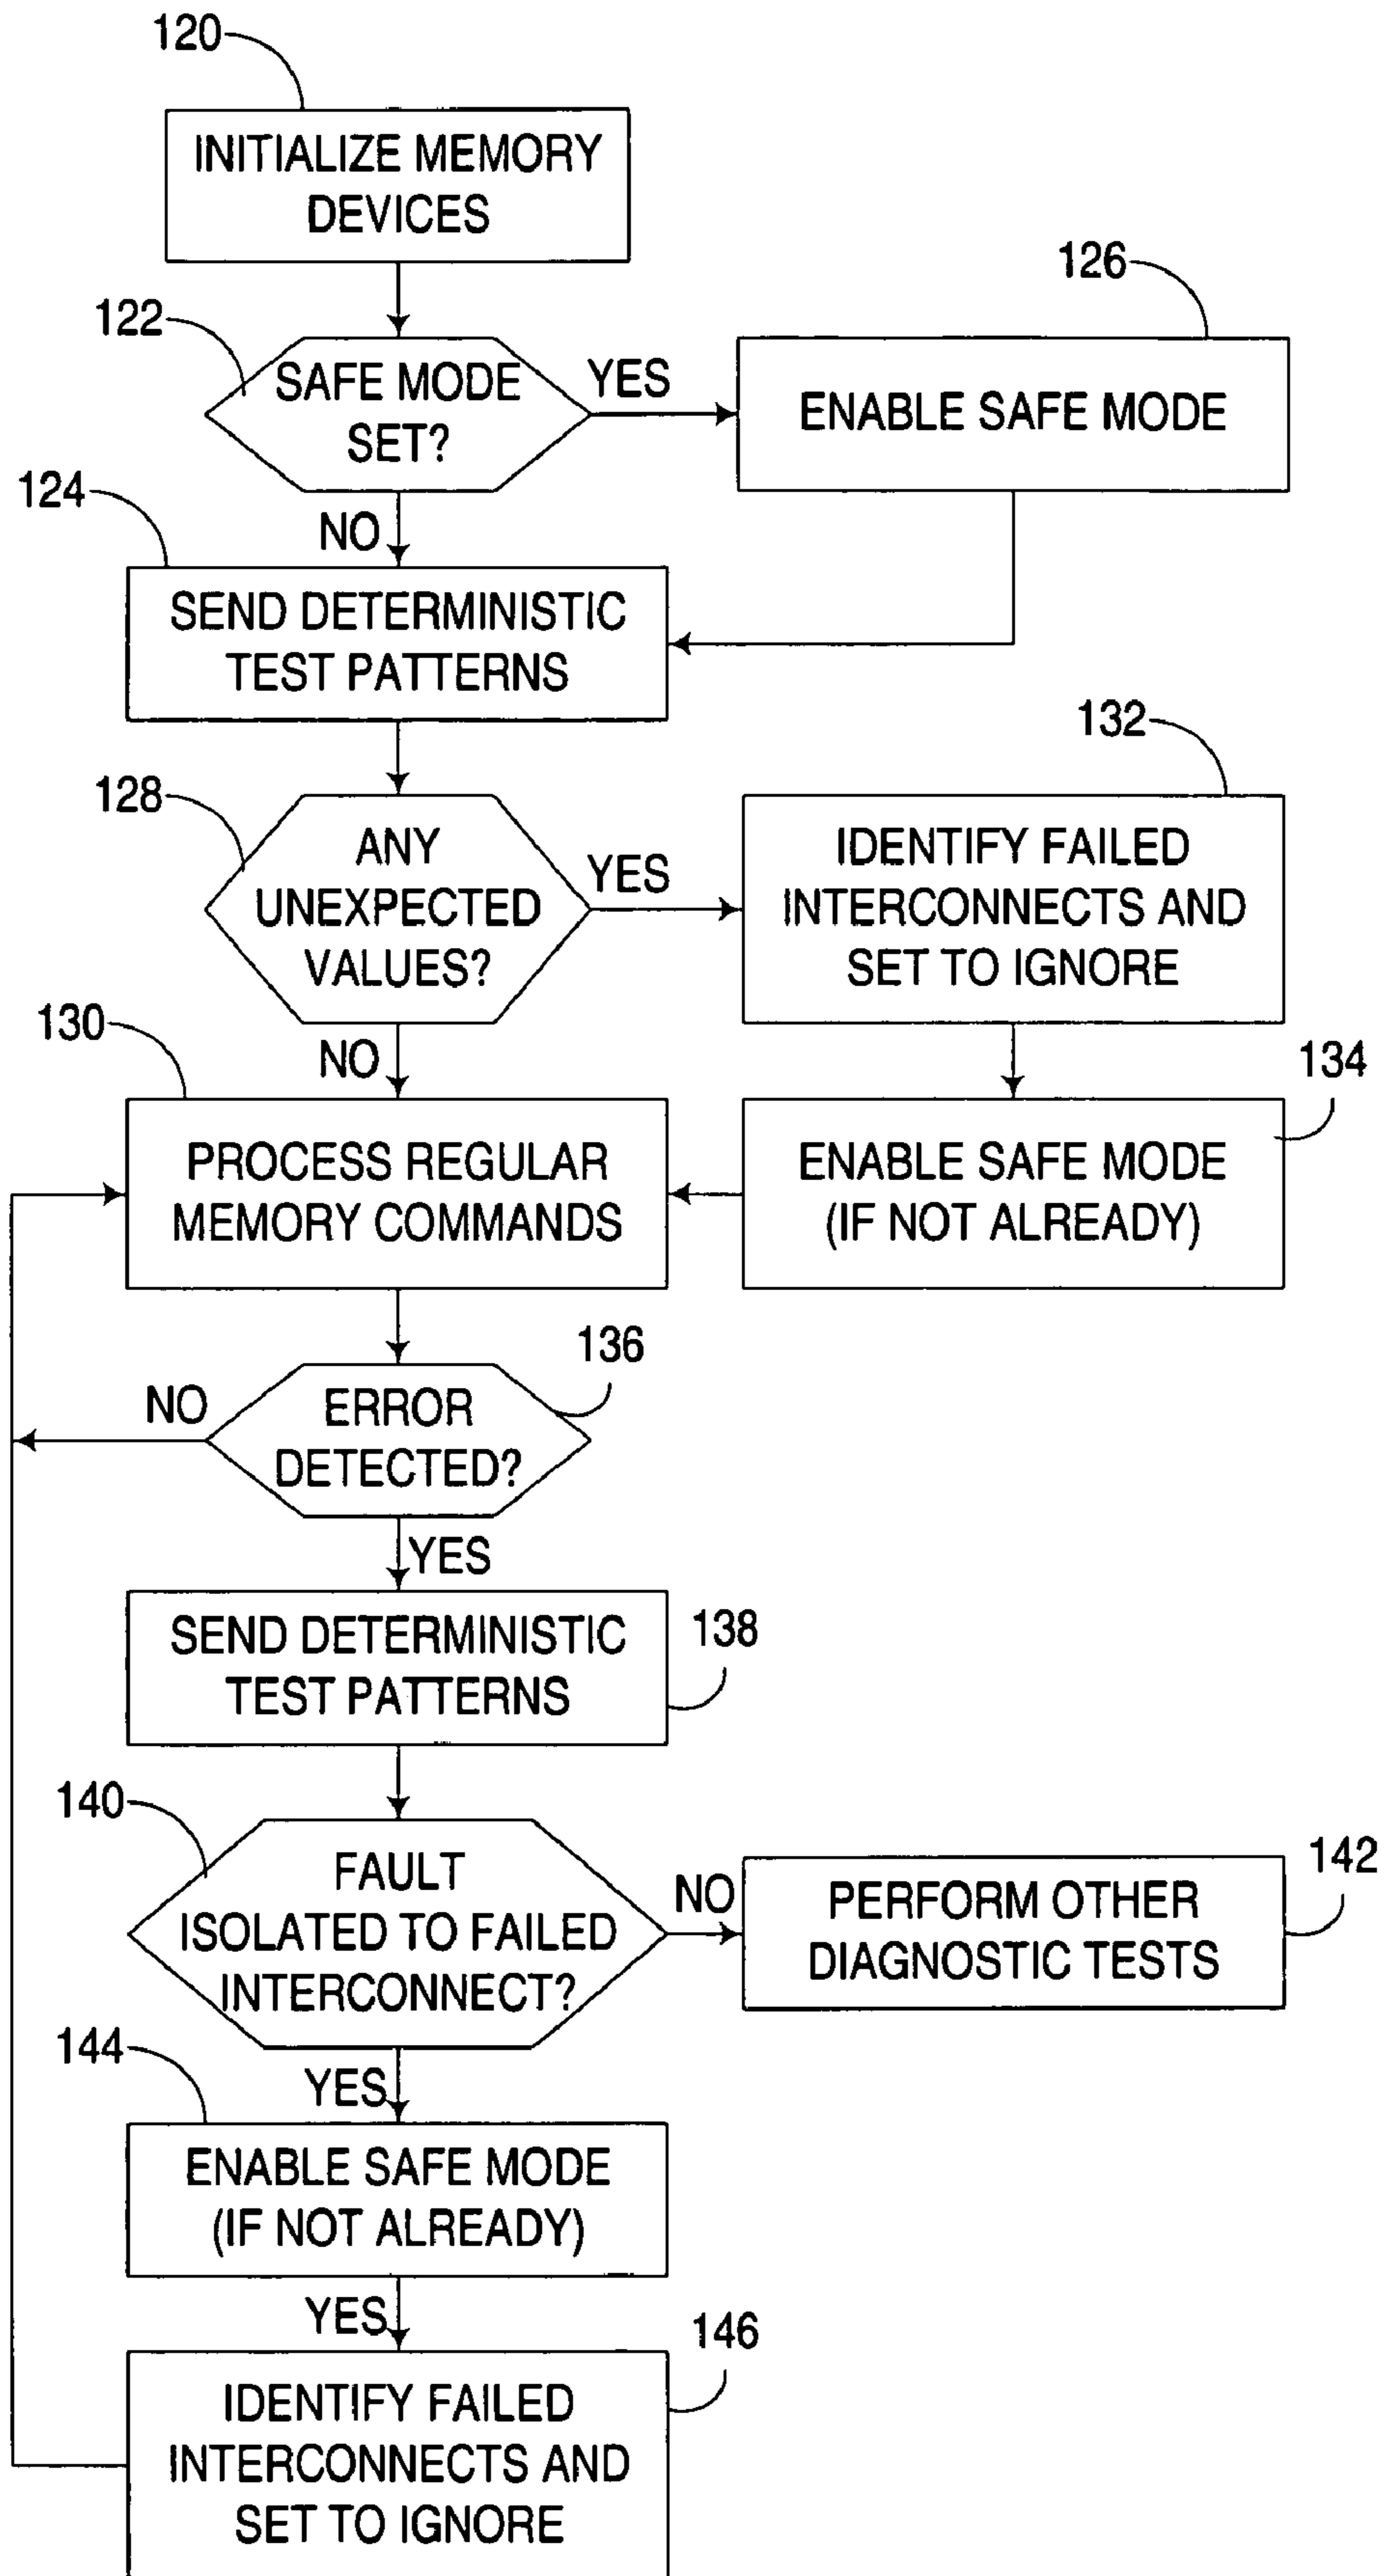 120
INITIALIZE MEMORY
DEVICES
122
SAFE MODE
SET?
YES
126
ENABLE SAFE MODE
124
NO
SEND DETERMINISTIC
TEST PATTERNS
128
ANY
UNEXPECTED
VALUES?
YES
132
IDENTIFY FAILED
INTERCONNECTS AND
SET TO IGNORE
130
NO
PROCESS REGULAR
MEMORY COMMANDS
134
ENABLE SAFE MODE
(IF NOT ALREADY)
136
NO
ERROR
DETECTED?
YES
SEND DETERMINISTIC
TEST PATTERNS
138
140
FAULT
ISOLATED TO FAILED
INTERCONNECT?
NO
PERFORM OTHER
DIAGNOSTIC TESTS
142
144
YES
ENABLE SAFE MODE
(IF NOT ALREADY)
YES
146
IDENTIFY FAILED
INTERCONNECTS AND
SET TO IGNORE